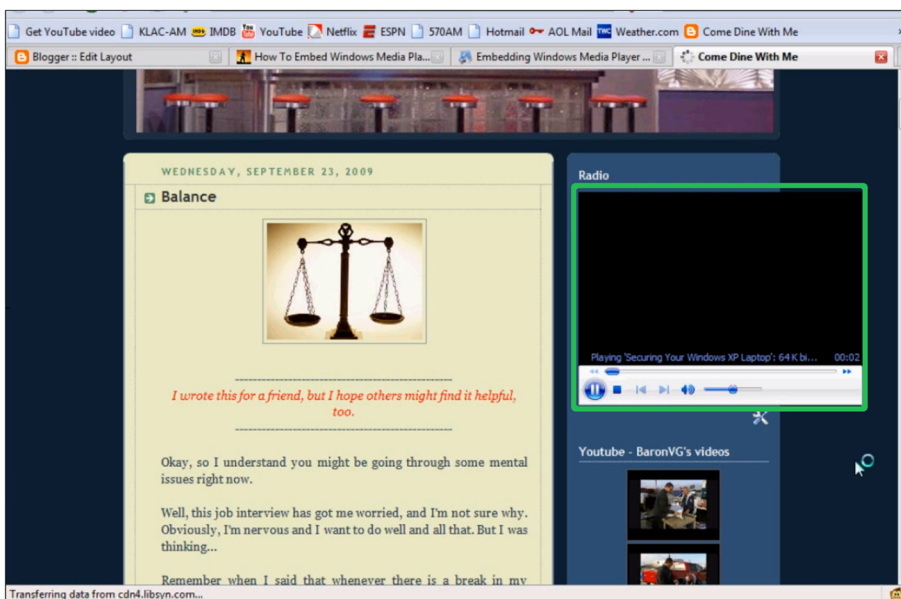 Get YouTube video KLAC-AM IMDB YouTube Netflix ESPN 570AM Hotmail AOL Mail Weather.com Come Dine With Me
Blogger :: Edit Layout How To Embed Windows Media Pla... Embedding Windows Media Player ... Come Dine With Me
WEDNESDAY, SEPTEMBER 23, 2009
Balance
I wrote this for a friend, but I hope others might find it helpful,
too.
Okay, so I understand you might be going through some mental
issues right now.
Well, this job interview has got me worried, and I'm not sure why.
Obviously, I'm nervous and I want to do well and all that. But I was
thinking...
Remember when I said that whenever there is a break in my
Radio
Playing 'Securing Your Windows XP Laptop': 64 K bi... 00:02
Youtube - BaronVG's videos
Transferring data from cdn4.libsyn.com...